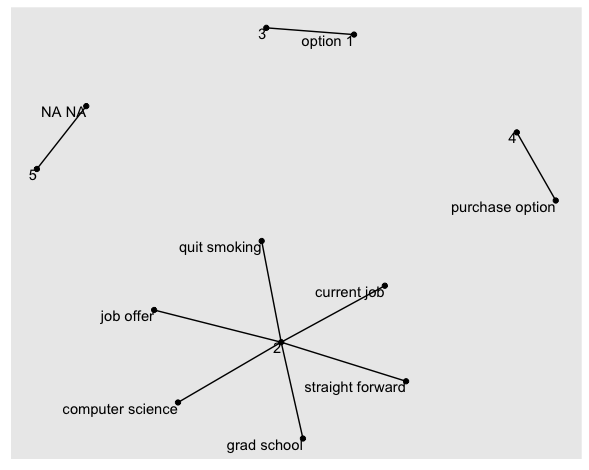 3
option 1
NA NA
4
5
purchase option
quit smoking
current job
job offer
2
straight forward
computer science
grad school